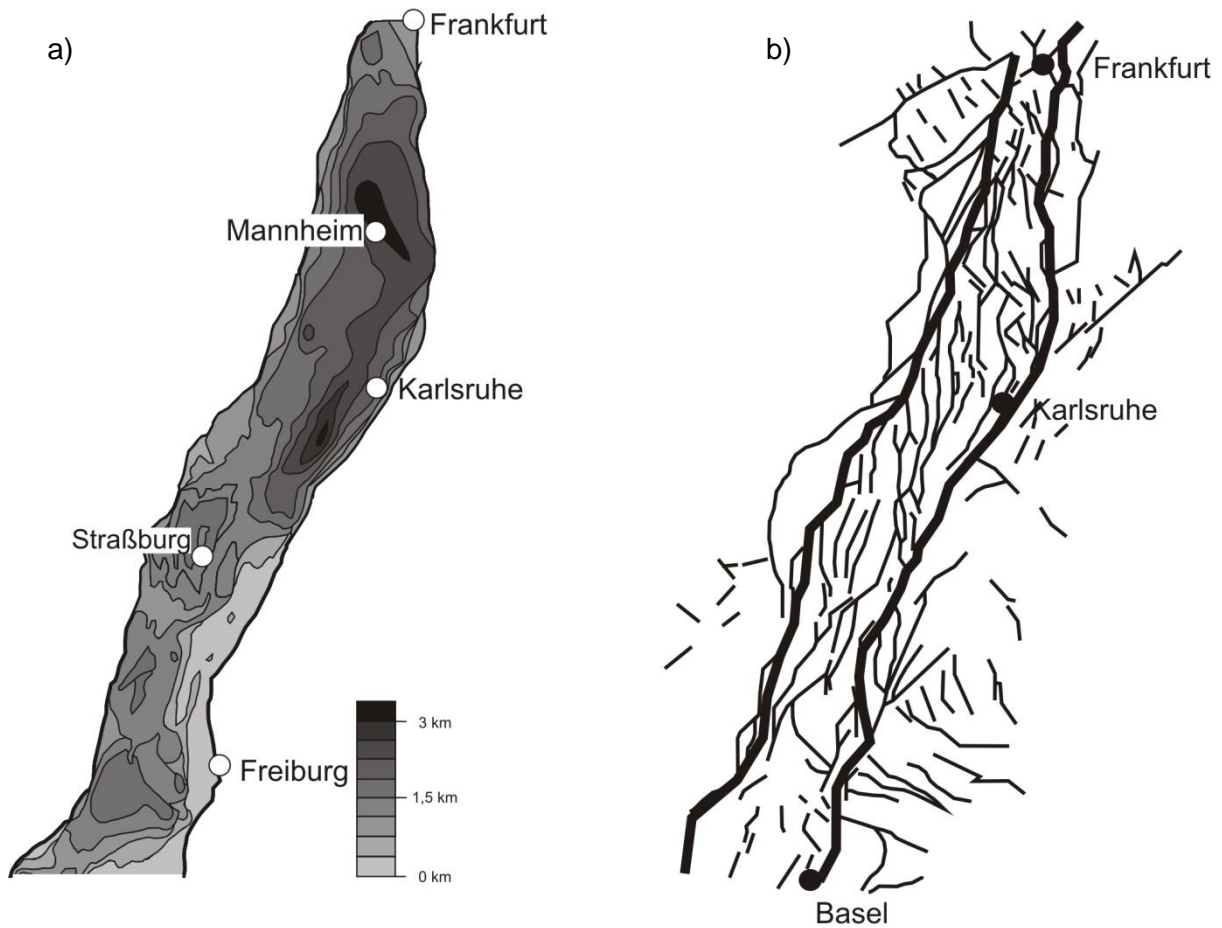 a)
Frankfurt
Mannheim
Karlsruhe
Straßburg
Freiburg
3 km
1,5 km
0 km
b)
Frankfurt
Karlsruhe
Basel